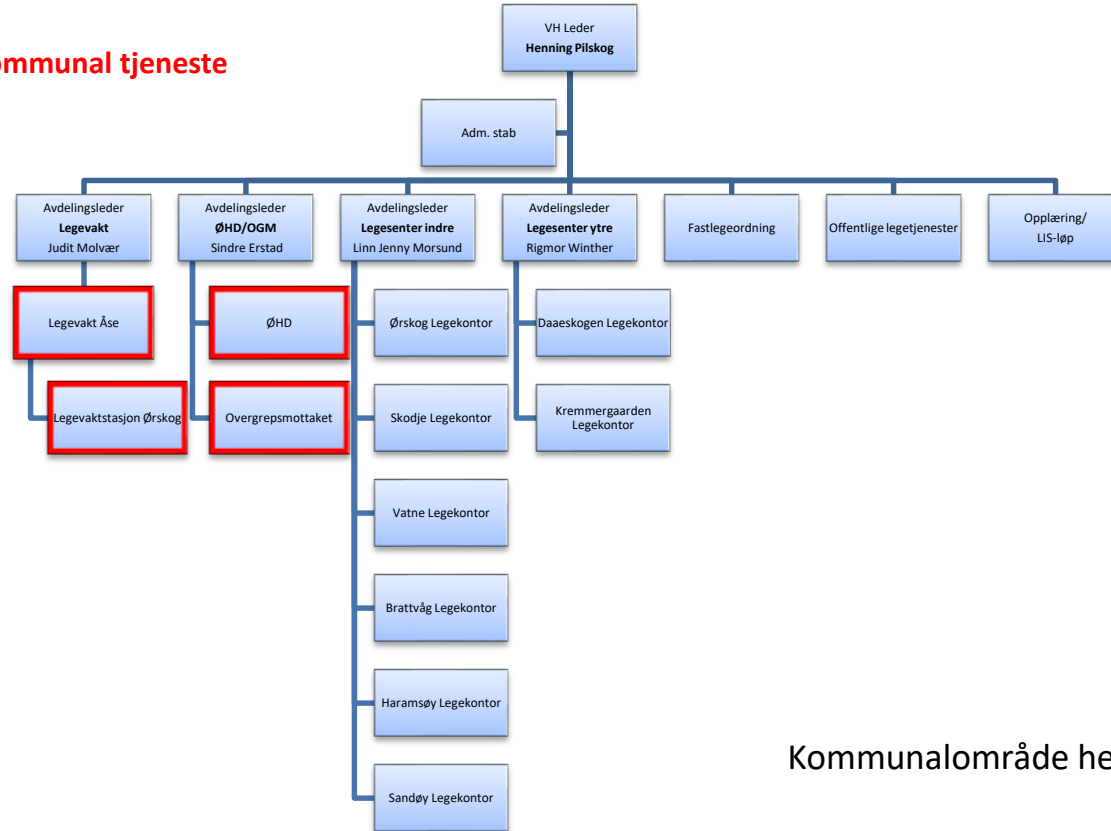 VH Leder
Henning Pilskog
ommunal tjeneste
Adm. stab
Avdelingsleder
Legevakt
Judit Molvær
Avdelingsleder
ØHD/OGM
Sindre Erstad
Avdelingsleder
Legesenter indre
Linn Jenny Morsund
Avdelingsleder
Legesenter ytre
Rigmor Winther
Fastlegeordning
Offentlige legetjenester
Opplæring/
LIS-løp
Legevakt Åse
ØHD
Ørskog Legekontor
Daaeskogen Legekontor
Legevaktstasjon Ørskog
Overgrepsmottaket
Skodje Legekontor
Kremmergaarden
Legekontor
Vatne Legekontor
Brattvåg Legekontor
Haramsøy Legekontor
Kommunalområde he
Sandøy Legekontor